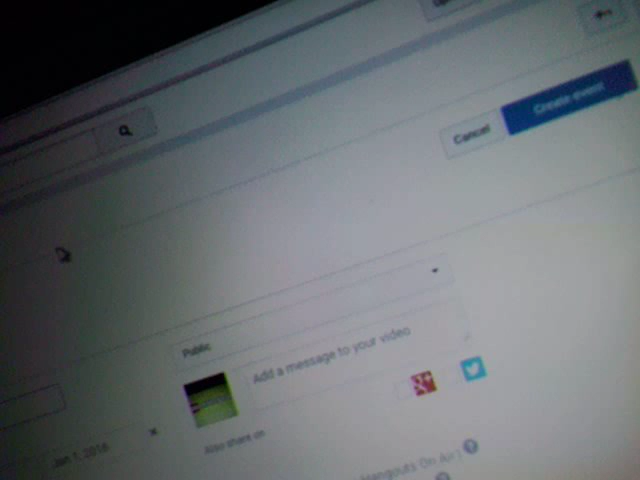 Cancel
Create event
Public
Add a message to your video
Also share on
Jan 1, 2016
Hangouts On Air